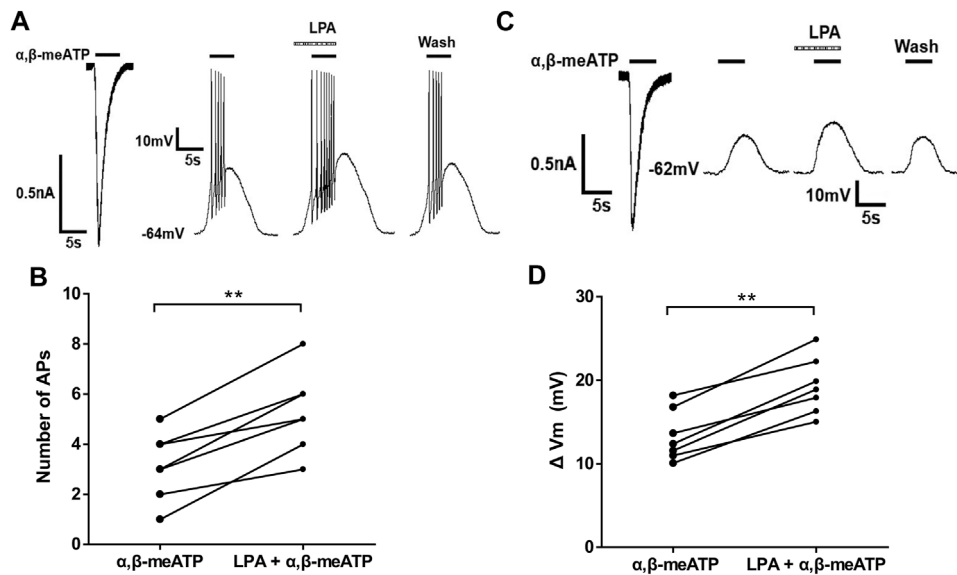 A
LPA
α,β-meATP
Wash
10mV
5s
0.5nA
5s
-64mV
C
LPA
α,β-meATP
Wash
0.5nA
-62mV
10mV
5s
5s
B
10
8
6
4
2
0
Number of APs
**
α,β-meATP
LPA + α,β-meATP
D
30
20
10
0
Δ Vm (mV)
**
α,β-meATP
LPA + α,β-meATP